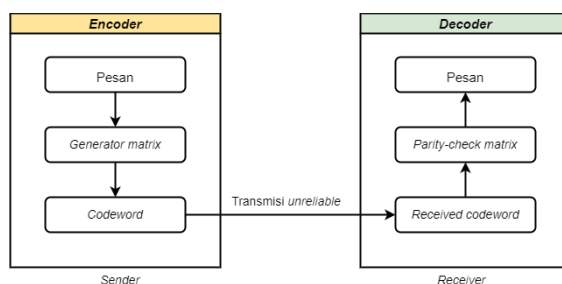 Encoder
Pesan
Generator matrix
Codeword
Sender
Transmisi unreliable
Decoder
Pesan
Parity-check matrix
Received codeword
Receiver